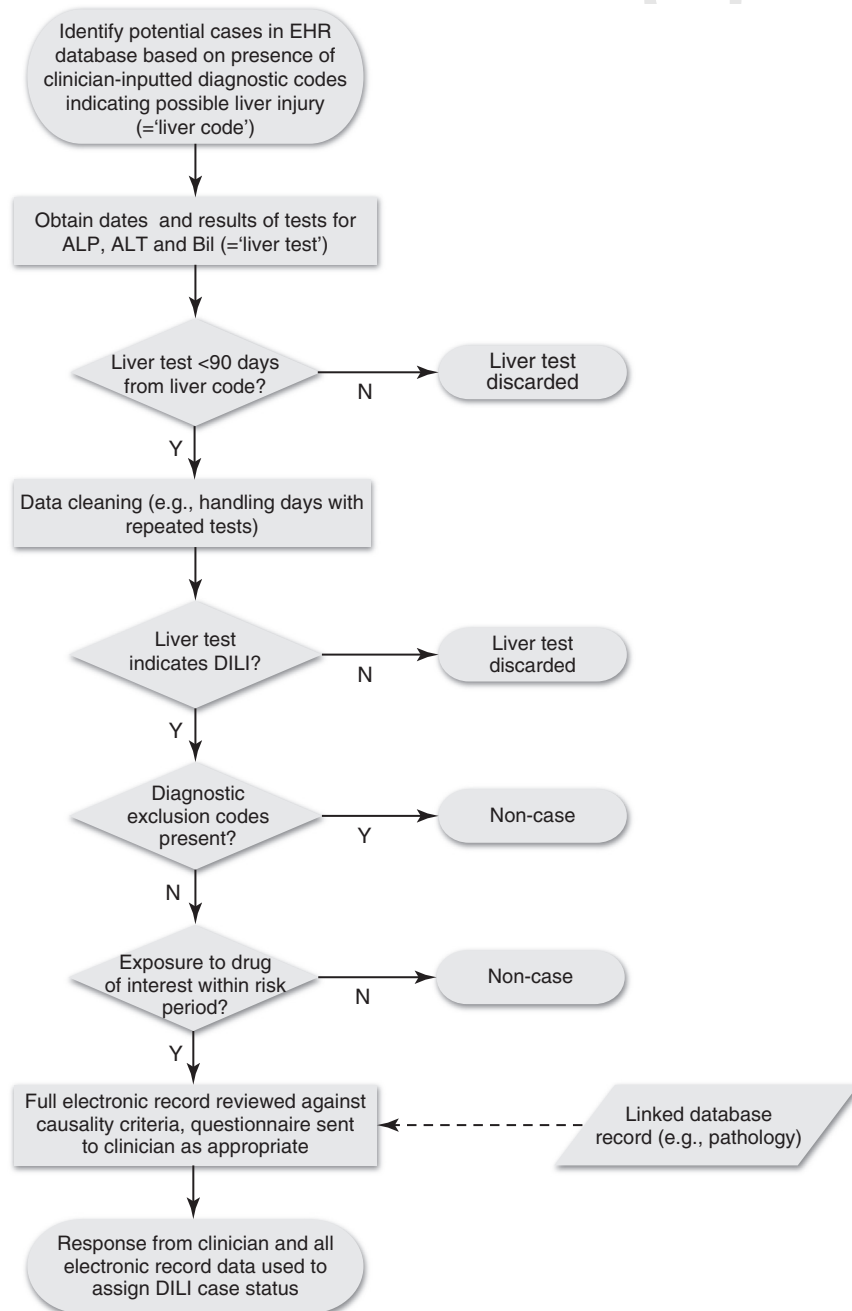 Identify potential cases in EHR
database based on presence of
clinician-inputted diagnostic codes
indicating possible liver injury
(=‘liver code’)
Obtain dates and results of tests for
ALP, ALT and Bil (=‘liver test’)
Liver test <90 days
from liver code?
N
Liver test
discarded
Y
Data cleaning (e.g., handling days with
repeated tests)
Liver test
indicates DILI?
N
Liver test
discarded
Y
Diagnostic
exclusion codes
present?
Y
Non-case
N
Exposure to drug
of interest within risk
period?
N
Non-case
Y
Full electronic record reviewed against
causality criteria, questionnaire sent
to clinician as appropriate
Linked database
record (e.g., pathology)
Response from clinician and all
electronic record data used to
assign DILI case status